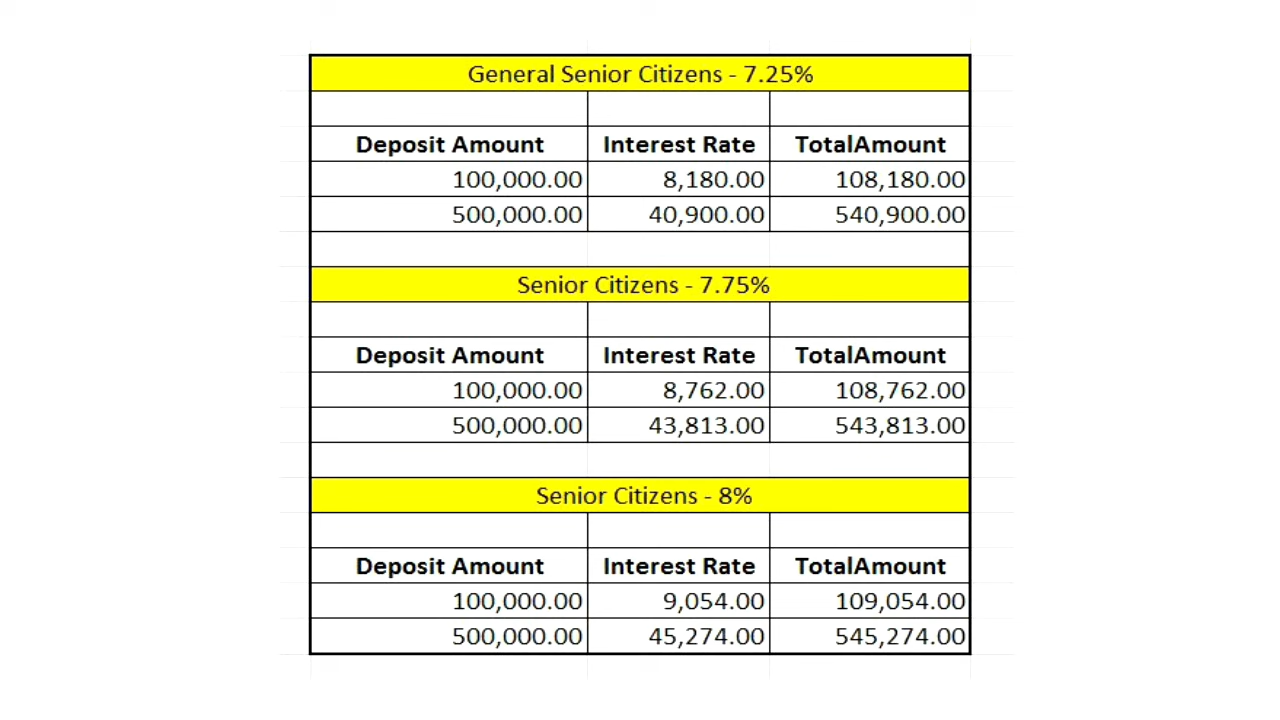 General Senior Citizens - 7.25%
Deposit Amount Interest Rate TotalAmount
100,000.00 8,180.00 108,180.00
500,000.00 40,900.00 540,900.00
Senior Citizens - 7.75%
Deposit Amount Interest Rate TotalAmount
100,000.00 8,762.00 108,762.00
500,000.00 43,813.00 543,813.00
Senior Citizens - 8%
Deposit Amount Interest Rate TotalAmount
100,000.00 9,054.00 109,054.00
500,000.00 45,274.00 545,274.00